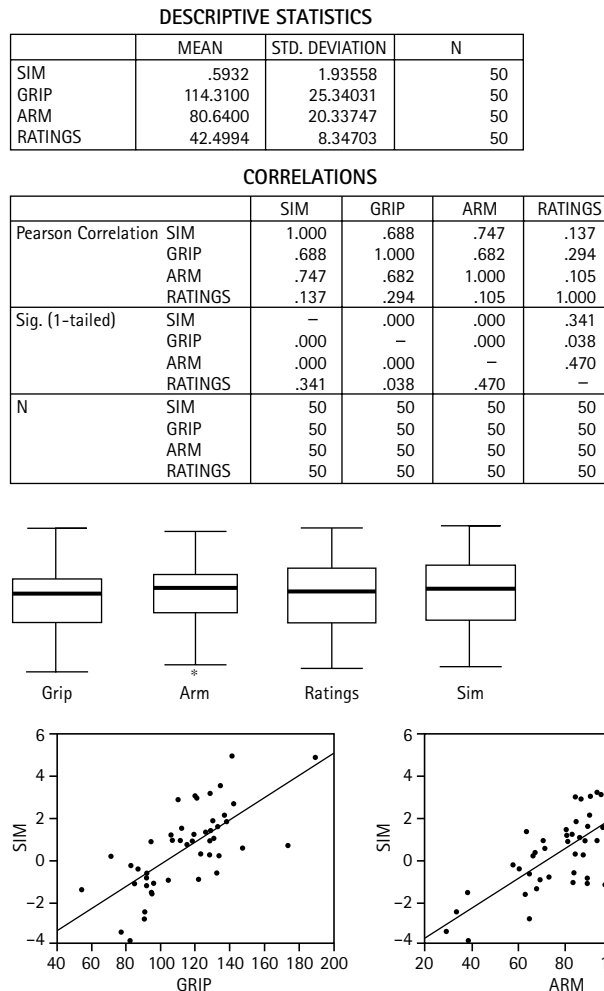 DESCRIPTIVE STATISTICS
MEAN STD. DEVIATION N
SIM .5932 1.93558 50
GRIP 114.3100 25.34031 50
ARM 80.6400 20.33747 50
RATINGS 42.4994 8.34703 50
CORRELATIONS
SIM GRIP ARM RATINGS
Pearson Correlation SIM 1.000 .688 .747 .137
GRIP .688 1.000 .682 .294
ARM .747 .682 1.000 .105
RATINGS .137 .294 .105 1.000
Sig. (1-tailed) SIM – .000 .000 .341
GRIP .000 – .000 .038
ARM .000 .000 – .470
RATINGS .341 .038 .470 –
N SIM 50 50 50 50
GRIP 50 50 50 50
ARM 50 50 50 50
RATINGS 50 50 50 50
*
Grip Arm Ratings Sim
6 6
4 4
2 2
0 0
–2 –2
–4 –4
SIM SIM
40 60 80 100 120 140 160 180 200 20 40 60 80
GRIP ARM